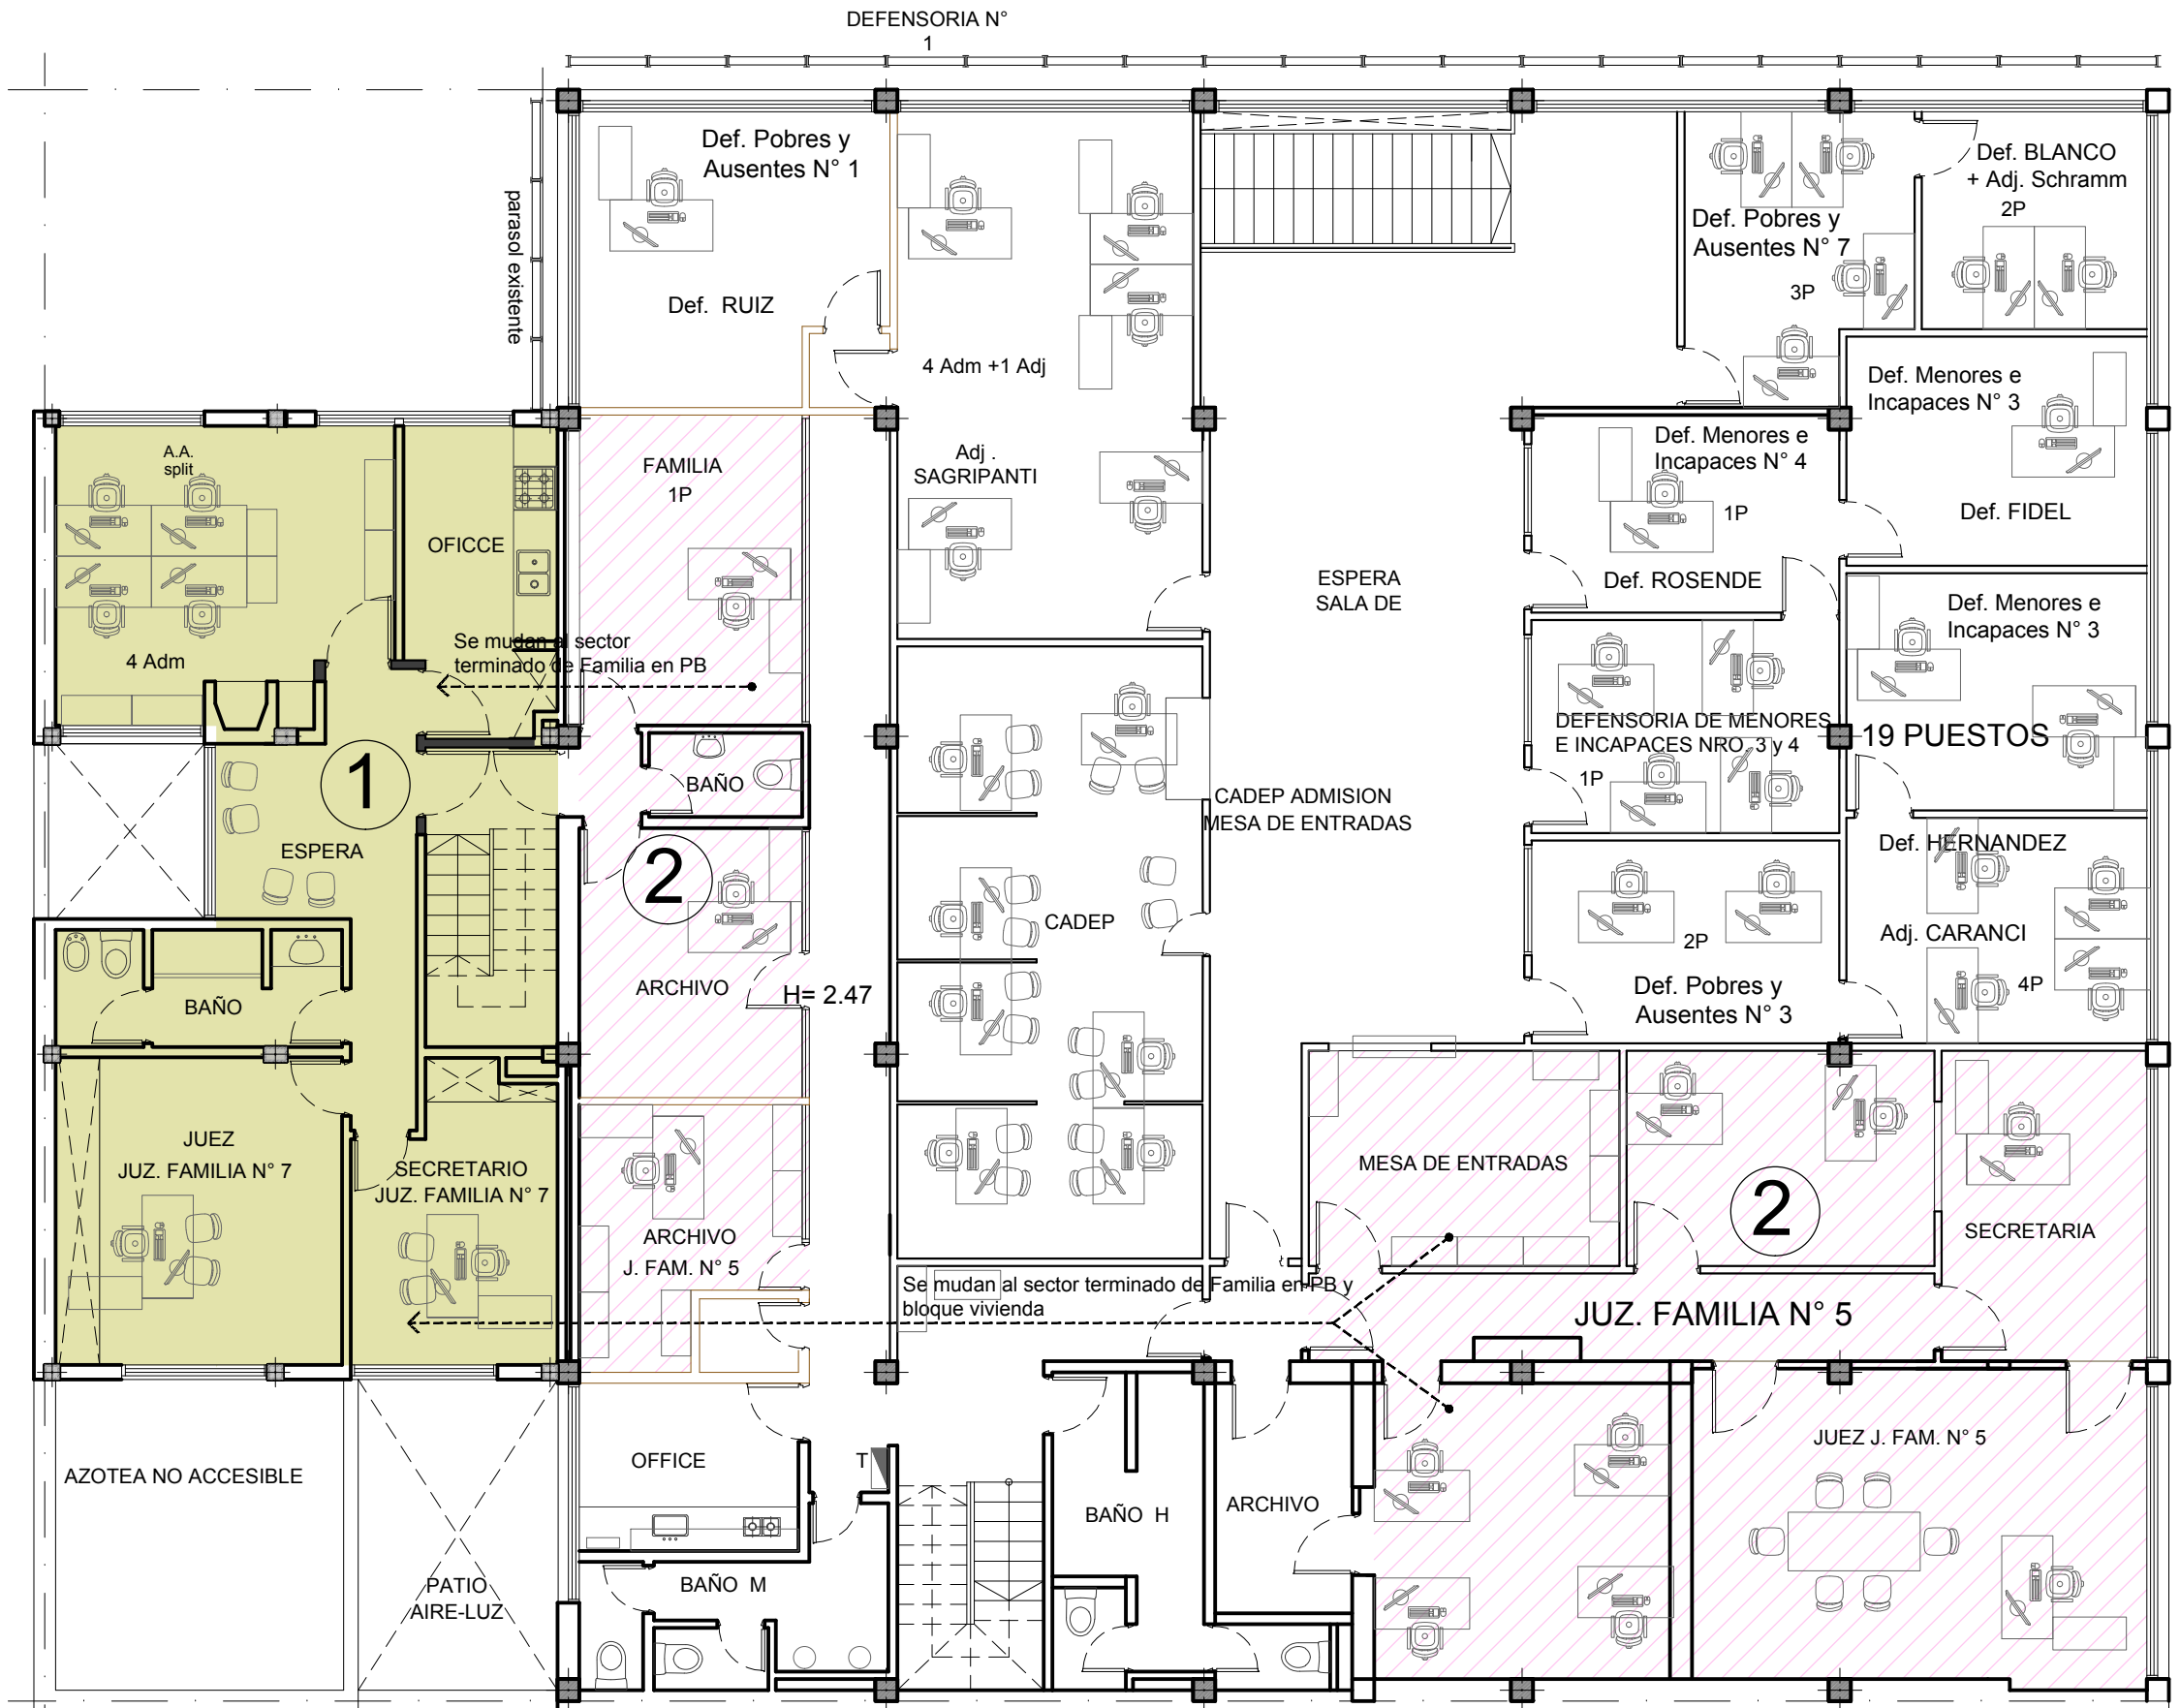 DEFENSORIA N°
1
parasol existente
Def. Pobres y
Ausentes N° 1
Def. RUIZ
4 Adm +1 Adj
Adj .
SAGRIPANTI
Def. Pobres y
Ausentes N° 7
3P
Def. BLANCO
+ Adj. Schramm
2P
Def. Menores e
Incapaces N° 3
Def. FIDEL
Def. Menores e
Incapaces N° 4
1P
Def. ROSENDE
Def. Menores e
Incapaces N° 3
19 PUESTOS
DEFENSORIA DE MENORES
E INCAPACES NRO. 3 y 4
1P
Def. HERNANDEZ
Adj. CARANCI
4P
2P
Def. Pobres y
Ausentes N° 3
ESPERA
SALA DE
CADEP ADMISION
MESA DE ENTRADAS
CADEP
A.A.
split
4 Adm
OFICCE
FAMILIA
1P
Se mudan al sector
terminado de Familia en PB
1
ESPERA
BAÑO
BAÑO
2
ARCHIVO
H= 2.47
JUEZ
JUZ. FAMILIA N° 7
SECRETARIO
JUZ. FAMILIA N° 7
ARCHIVO
J. FAM. N° 5
MESA DE ENTRADAS
2
SECRETARIA
Se mudan al sector terminado de Familia en PB y
bloque vivienda
JUZ. FAMILIA N° 5
AZOTEA NO ACCESIBLE
PATIO
AIRE-LUZ
OFFICE
T
BAÑO M
BAÑO H
ARCHIVO
JUEZ J. FAM. N° 5